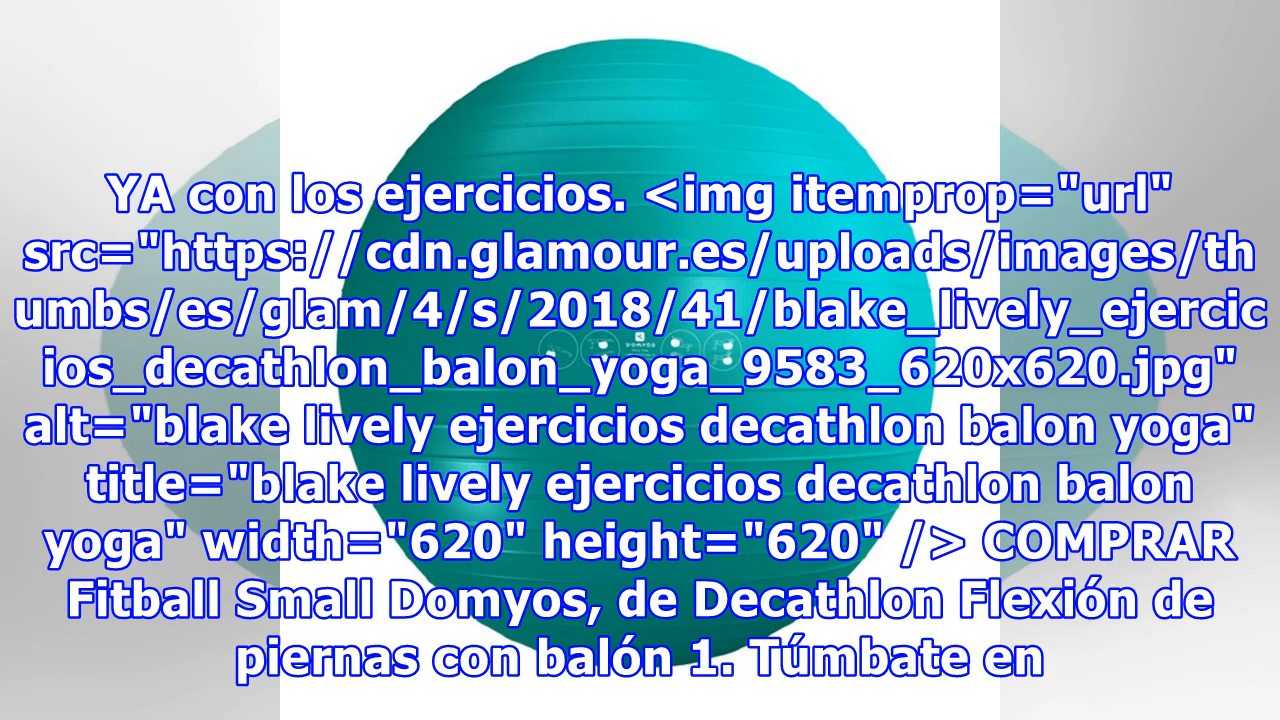 YA con los ejercicios. <img itemprop="url"
src="https://cdn.glamour.es/uploads/images/th
umbs/es/glam/4/s/2018/41/blake_lively_ejercic
ios_decathlon_balon_yoga_9583_620x620.jpg"
alt="blake lively ejercicios decathlon balon yoga"
title="blake lively ejercicios decathlon balon
yoga" width="620" height="620" /> COMPRAR
Fitball Small Domyos, de Decathlon Flexión de
piernas con balón 1. Túmbate en
DOMYOS